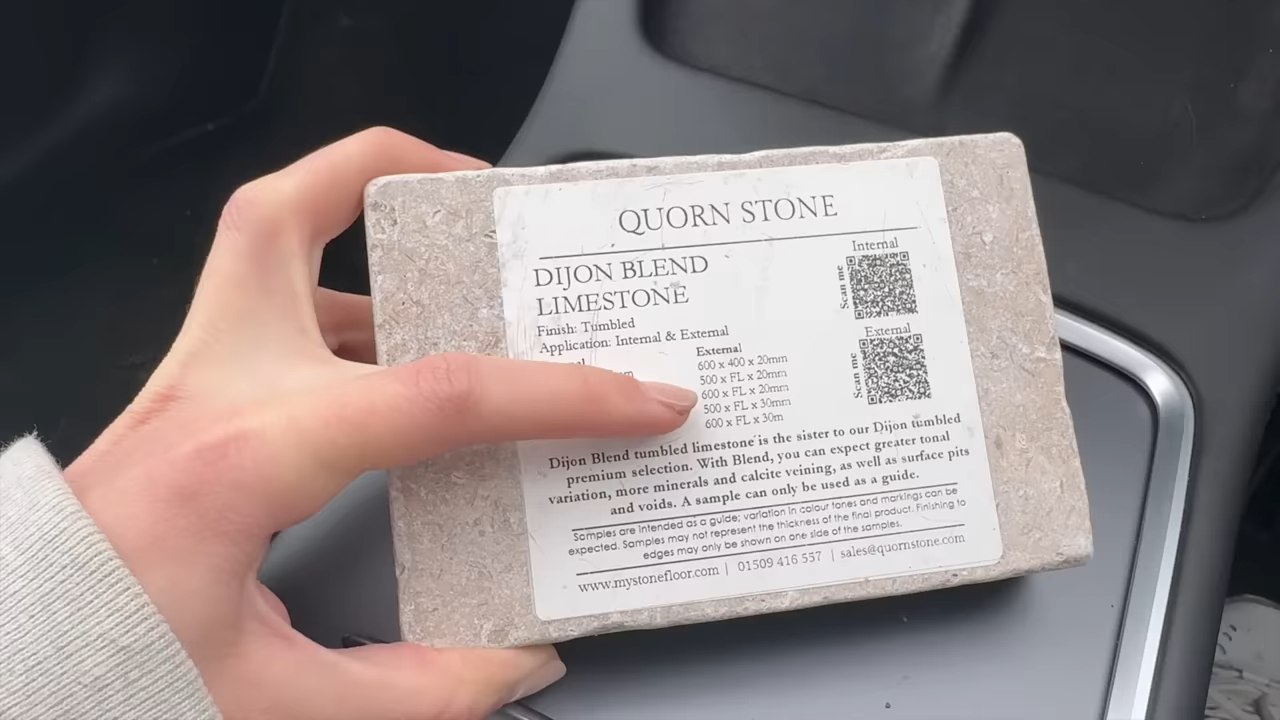 QUORN STONE
DIJON BLEND
LIMESTONE
Finish: Tumbled
Application: Internal & External
External
600 x 400 x 20mm
500 x FL x 20mm
600 x FL x 20mm
500 x FL x 30mm
600 x FL x 30m
Internal
Scan me
External
Scan me
Dijon Blend tumbled limestone is the sister to our Dijon tumbled
premium selection. With Blend, you can expect greater tonal
variation, more minerals and calcite veining, as well as surface pits
and voids. A sample can only be used as a guide.
Samples are intended as a guide; variation in colour tones and markings can be
expected. Samples may not represent the thickness of the final product. Finishing to
edges may only be shown on one side of the samples.
www.mystonefloor.com | 01509 416 557 | sales@quornstone.com